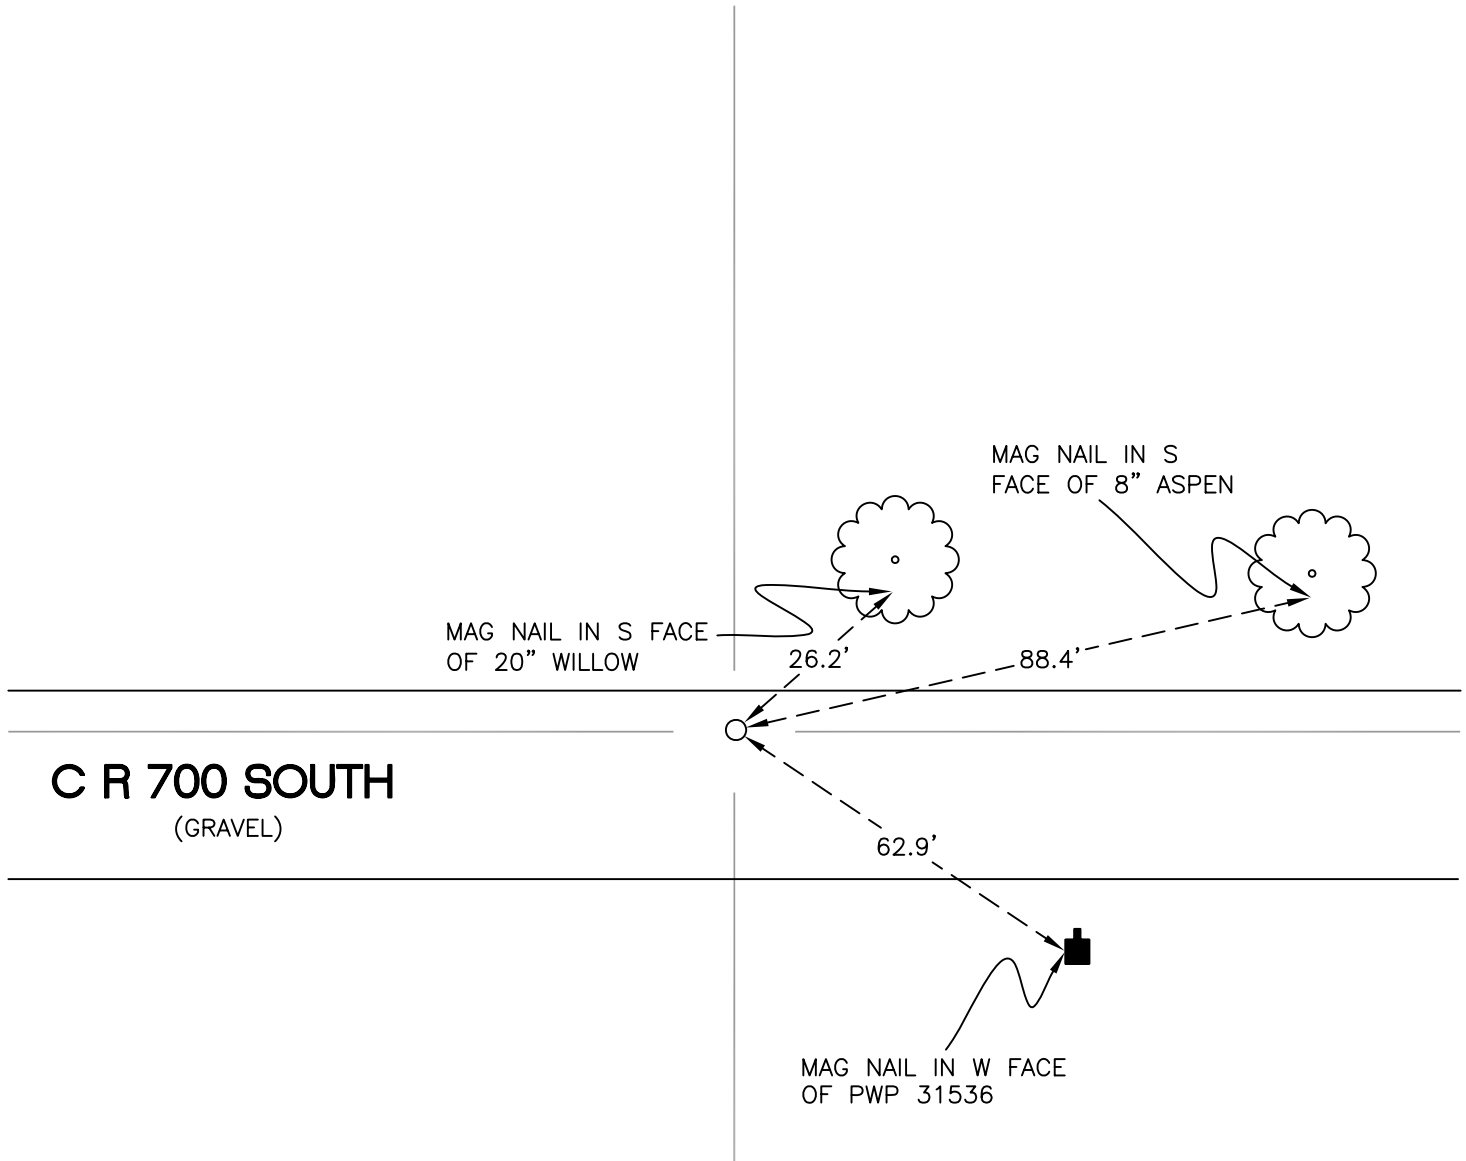 MAG NAIL IN S
FACE OF 8” ASPEN
MAG NAIL IN S FACE
OF 20” WILLOW
26.2’
88.4’
C R 700 SOUTH
(GRAVEL)
62.9’
MAG NAIL IN W FACE
OF PWP 31536